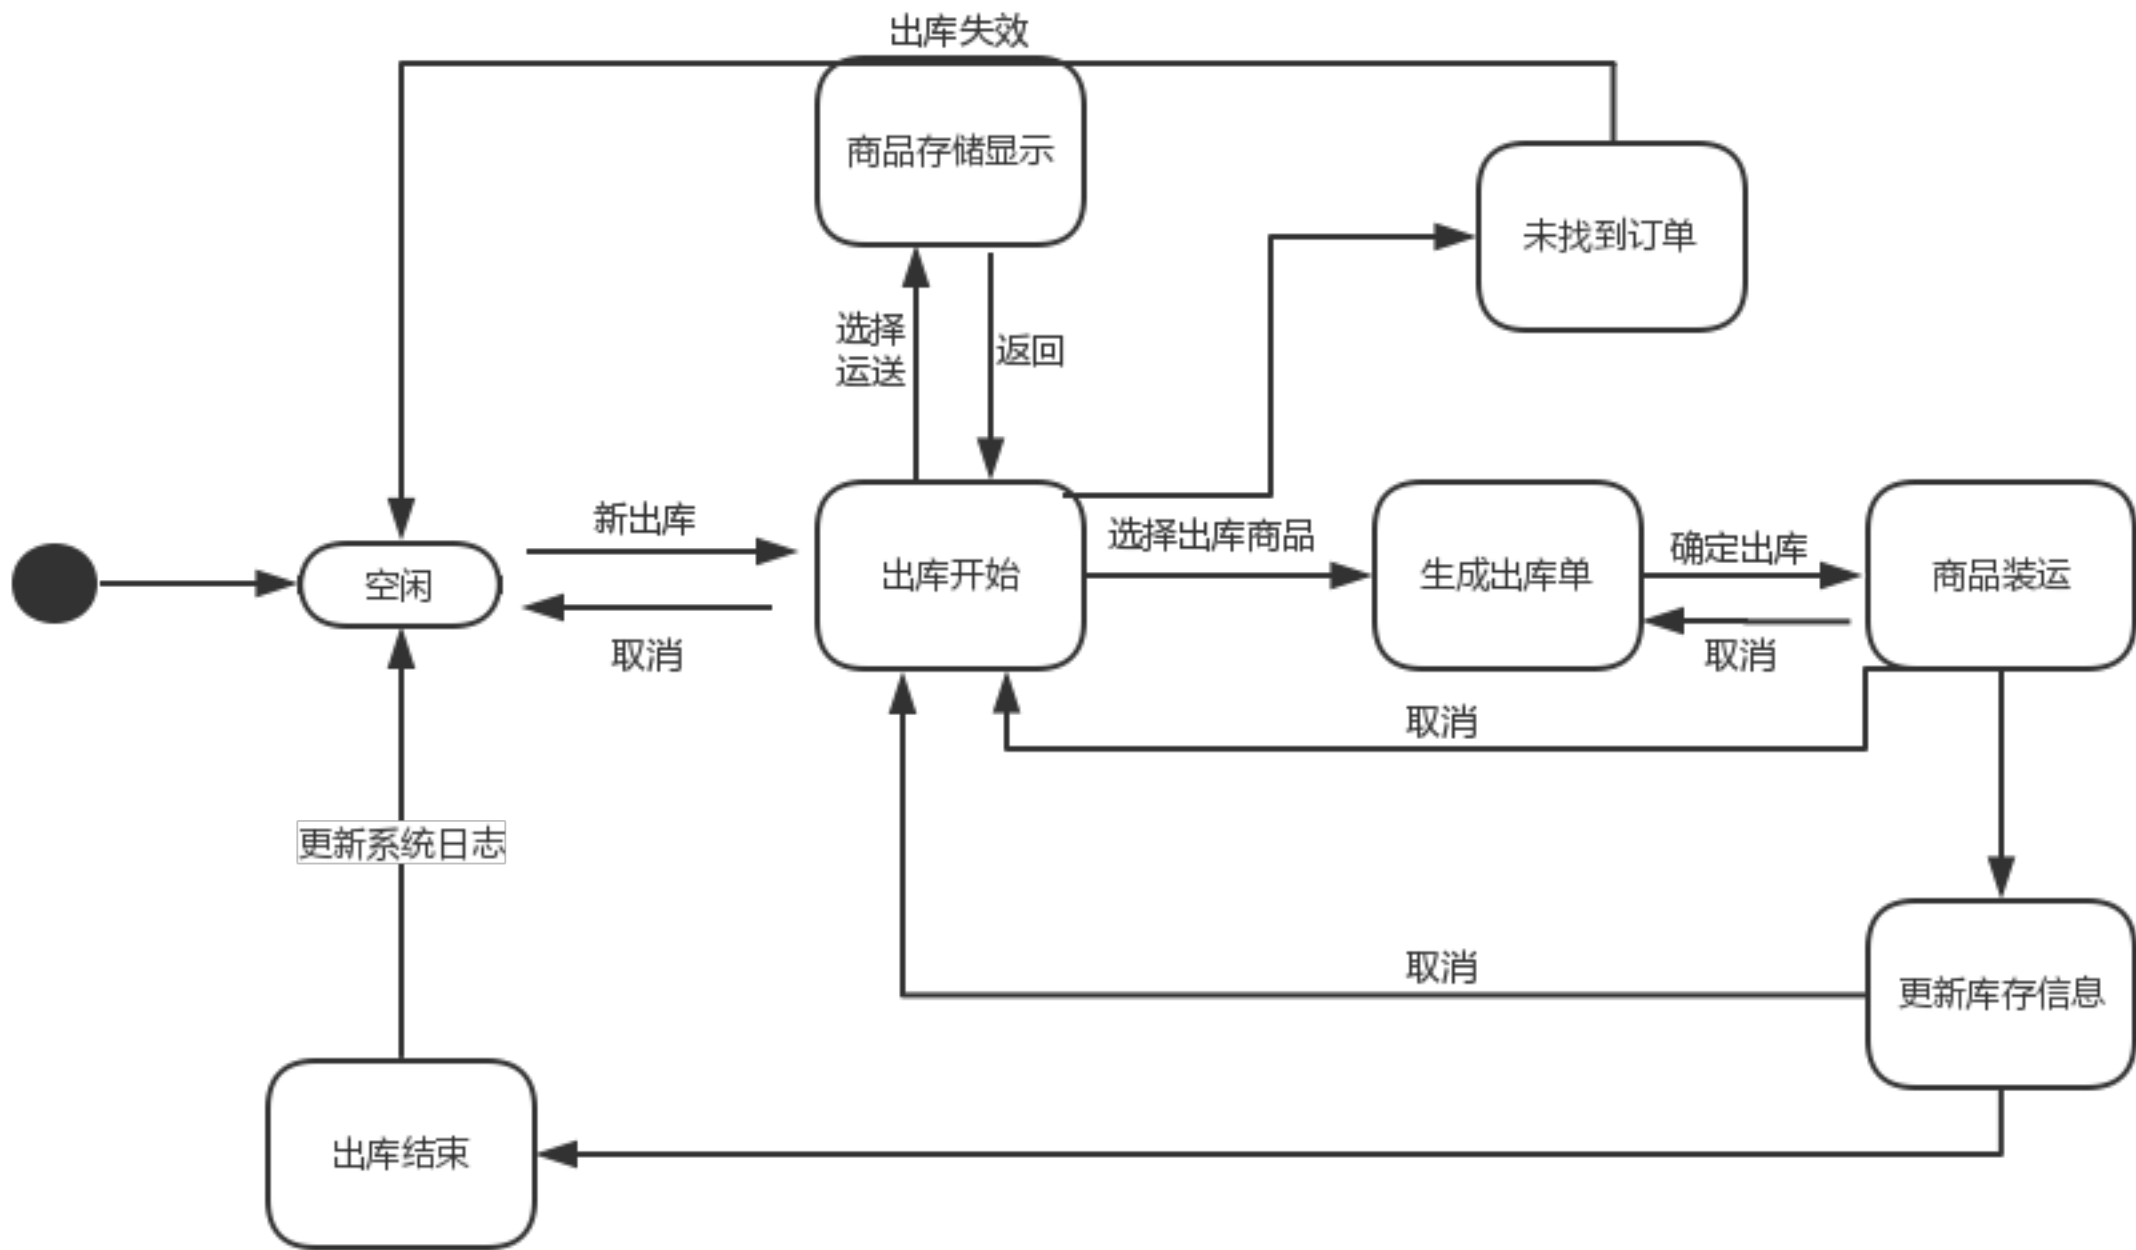 出库失效
商品存储显示
未找到订单
选择
运送
返回
新出库
选择出库商品
确定出库
空闲
出库开始
生成出库单
商品装运
取消
取消
取消
更新系统日志
取消
更新库存信息
出库结束